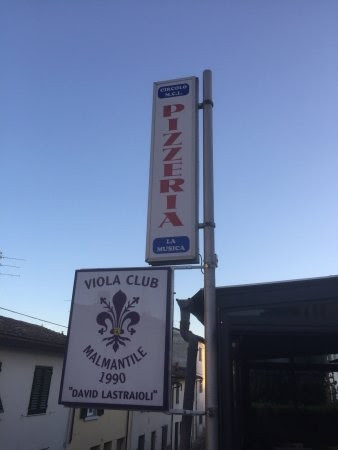 CIRCOLO
M.C.L.
PIZZERIA
LA
MUSICA
VIOLA CLUB
MALMANTILE
1990
"DAVID LASTRAIOLI"